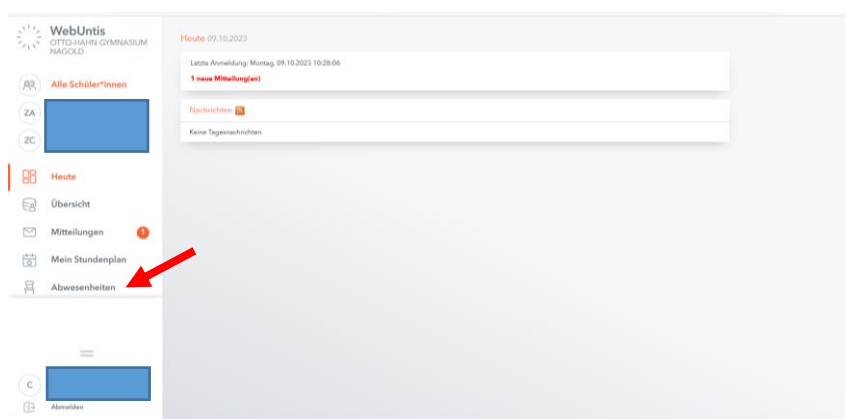 WebUntis
OTTO-HAHN-GYMNASIUM
NAGOLD
Alle Schüler*innen
ZA
ZC
Heute
Übersicht
Mitteilungen 1
Mein Stundenplan
Abwesenheiten
C
Abmelden
Heute 09.10.2023
Letzte Anmeldung: Montag, 09.10.2023 10:28:06
1 neue Mitteilung(en)
Nachrichten
Keine Tagesnachrichten